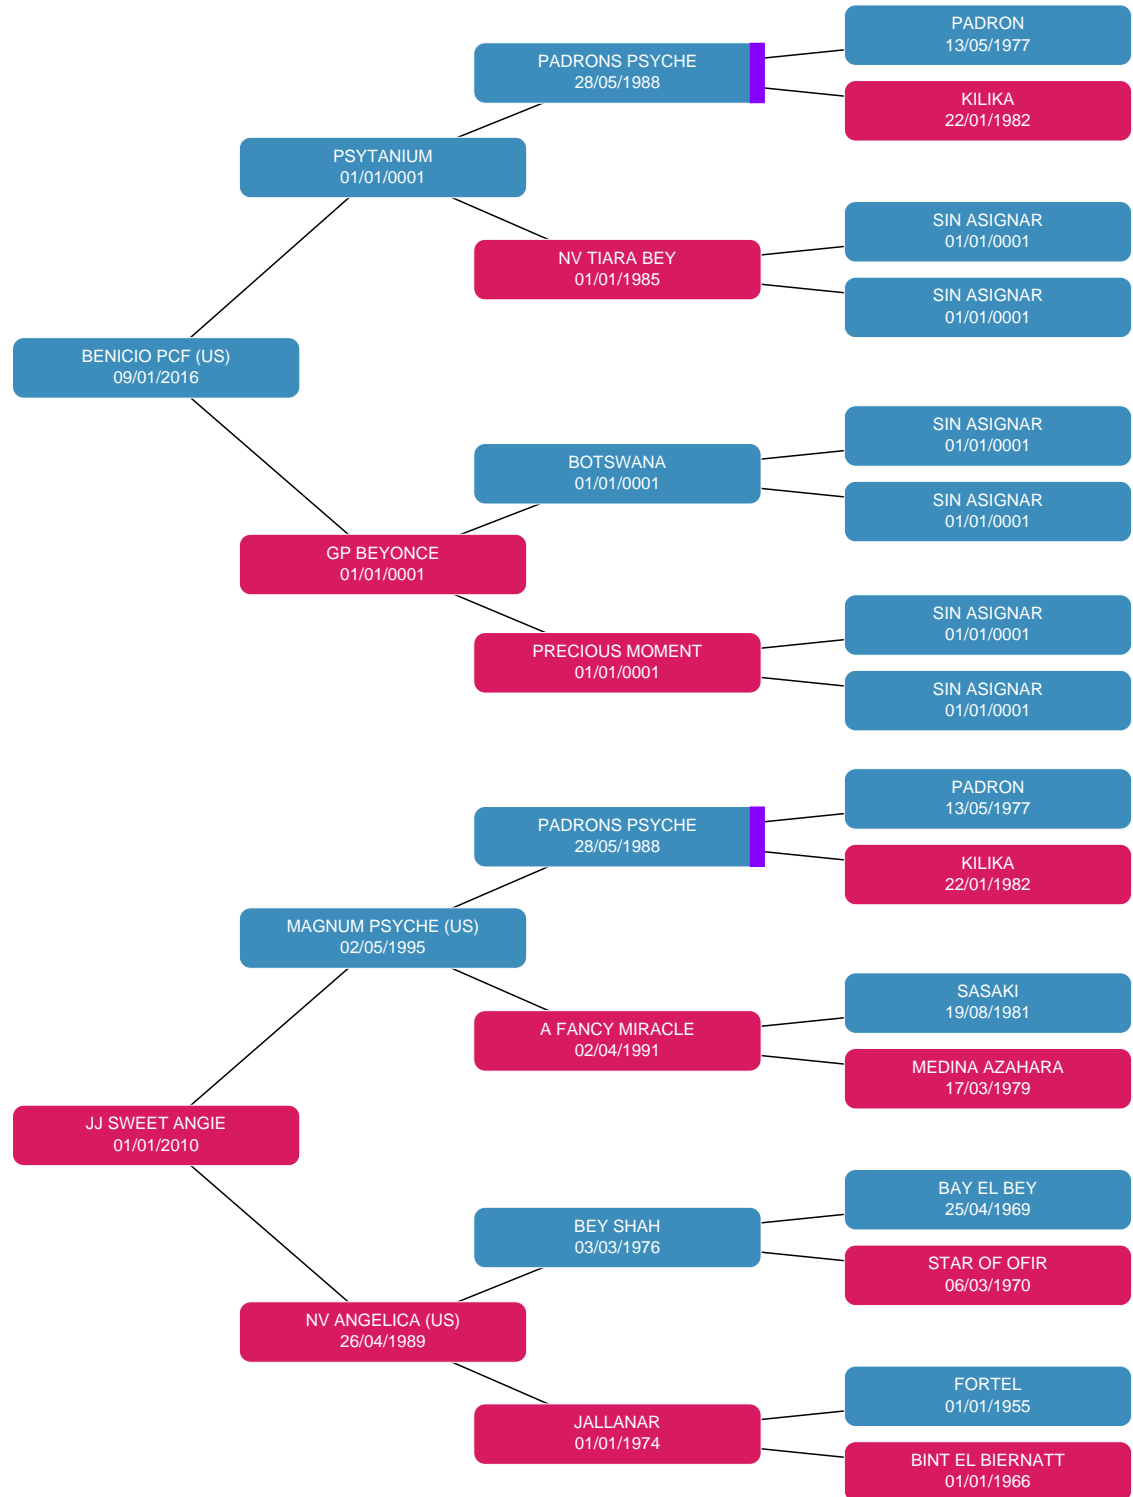 PADRON
13/05/1977
PADRONS PSYCHE
28/05/1988
KILIKA
22/01/1982
PSYTANIUM
01/01/0001
SIN ASIGNAR
01/01/0001
NV TIARA BEY
01/01/1985
SIN ASIGNAR
01/01/0001
BENICIO PCF (US)
09/01/2016
SIN ASIGNAR
01/01/0001
BOTSWANA
01/01/0001
SIN ASIGNAR
01/01/0001
GP BEYONCE
01/01/0001
SIN ASIGNAR
01/01/0001
PRECIOUS MOMENT
01/01/0001
SIN ASIGNAR
01/01/0001
PADRON
13/05/1977
PADRONS PSYCHE
28/05/1988
KILIKA
22/01/1982
MAGNUM PSYCHE (US)
02/05/1995
SASAKI
19/08/1981
A FANCY MIRACLE
02/04/1991
MEDINA AZAHARA
17/03/1979
JJ SWEET ANGIE
01/01/2010
BAY EL BEY
25/04/1969
BEY SHAH
03/03/1976
STAR OF OFIR
06/03/1970
NV ANGELICA (US)
26/04/1989
FORTEL
01/01/1955
JALLANAR
01/01/1974
BINT EL BIERNATT
01/01/1966